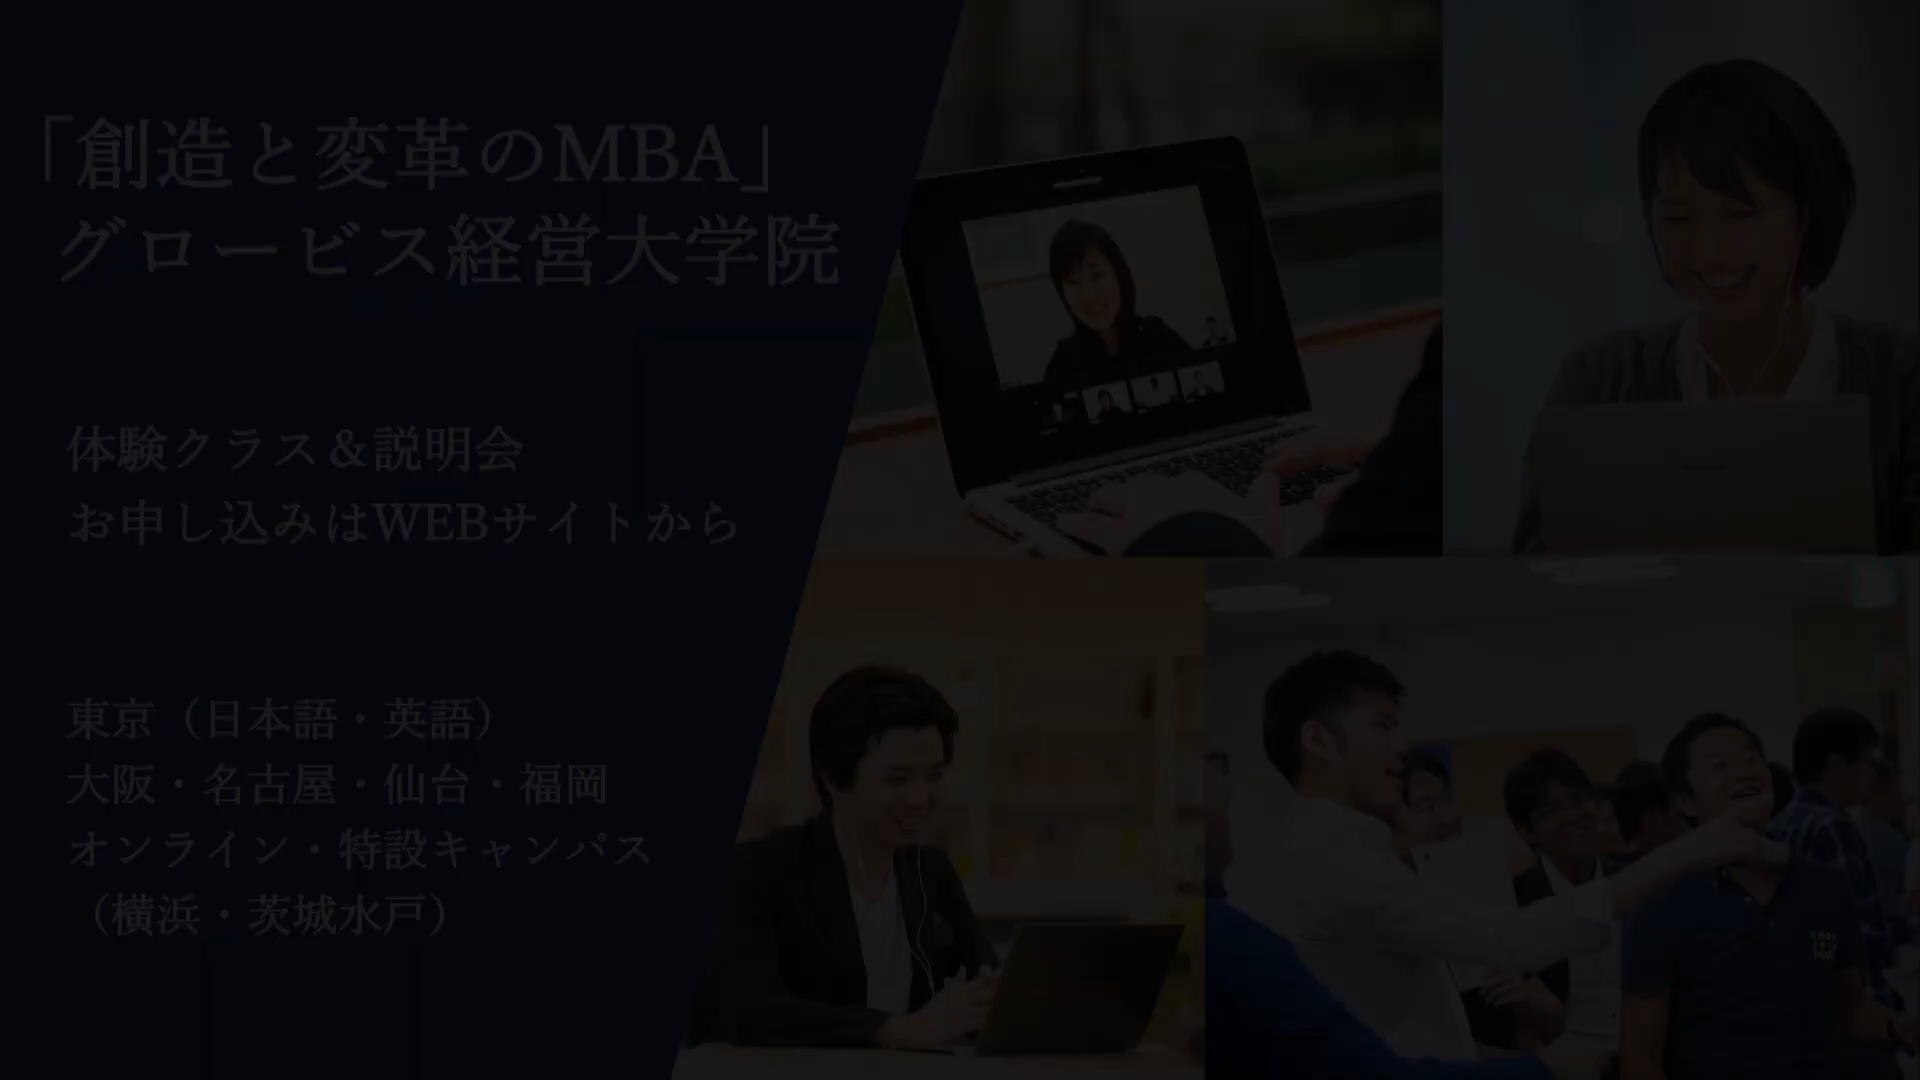 「創造と変革のMBA」
グロービス経営大学院
体験クラス＆説明会
お申し込みはWEBサイトから
東京（日本語・英語）
大阪・名古屋・仙台・福岡
オンライン・特設キャンパス
（横浜・茨城水戸）